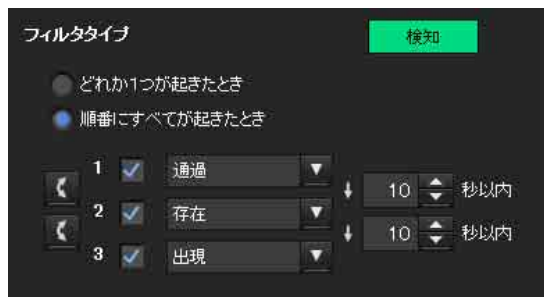 フィルタタイプ 検知
どれか1つが起きたとき
順番にすべてが起きたとき
1 通過
10 秒以内
2 存在
10 秒以内
3 出現